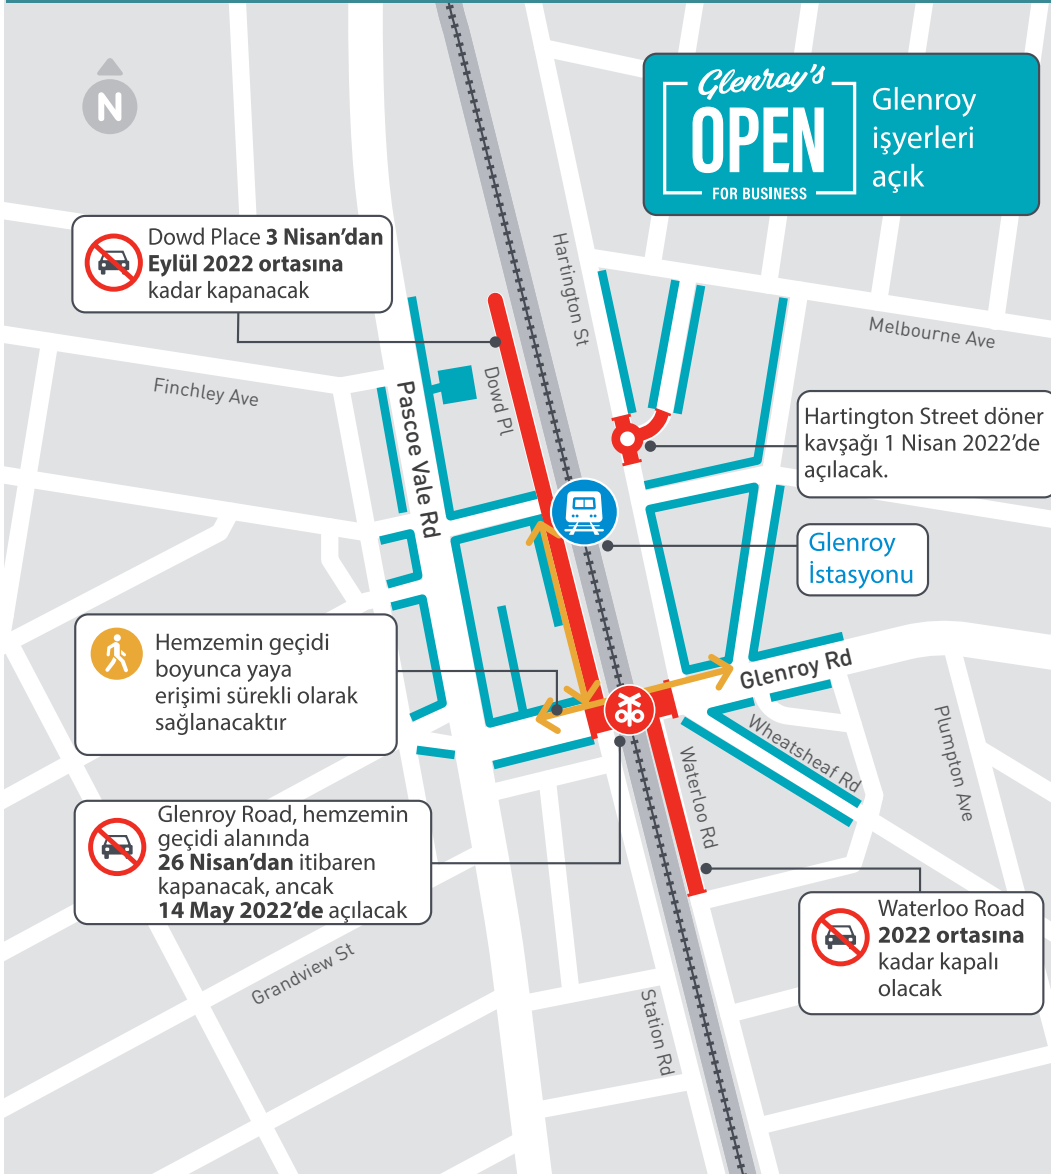 N
Glenroy's
OPEN
FOR BUSINESS
Glenroy
işyerleri
açık
Dowd Place 3 Nisan'dan
Eylül 2022 ortasına
kadar kapanacak
Hartington St
Melbourne Ave
Finchley Ave
Pascoe Vale Rd
Dowd Pl
Hartington Street döner
kavşağı 1 Nisan 2022'de
açılacak.
Glenroy
İstasyonu
Hemzemin geçidi
boyunca yaya
erişimi sürekli olarak
sağlanacaktır
Glenroy Rd
Wheatsheaf Rd
Plumpton Ave
Waterloo Rd
Glenroy Road, hemzemin
geçidi alanında
26 Nisan'dan itibaren
kapanacak, ancak
14 May 2022'de açılacak
Waterloo Road
2022 ortasına
kadar kapalı
olacak
Grandview St
Station Rd